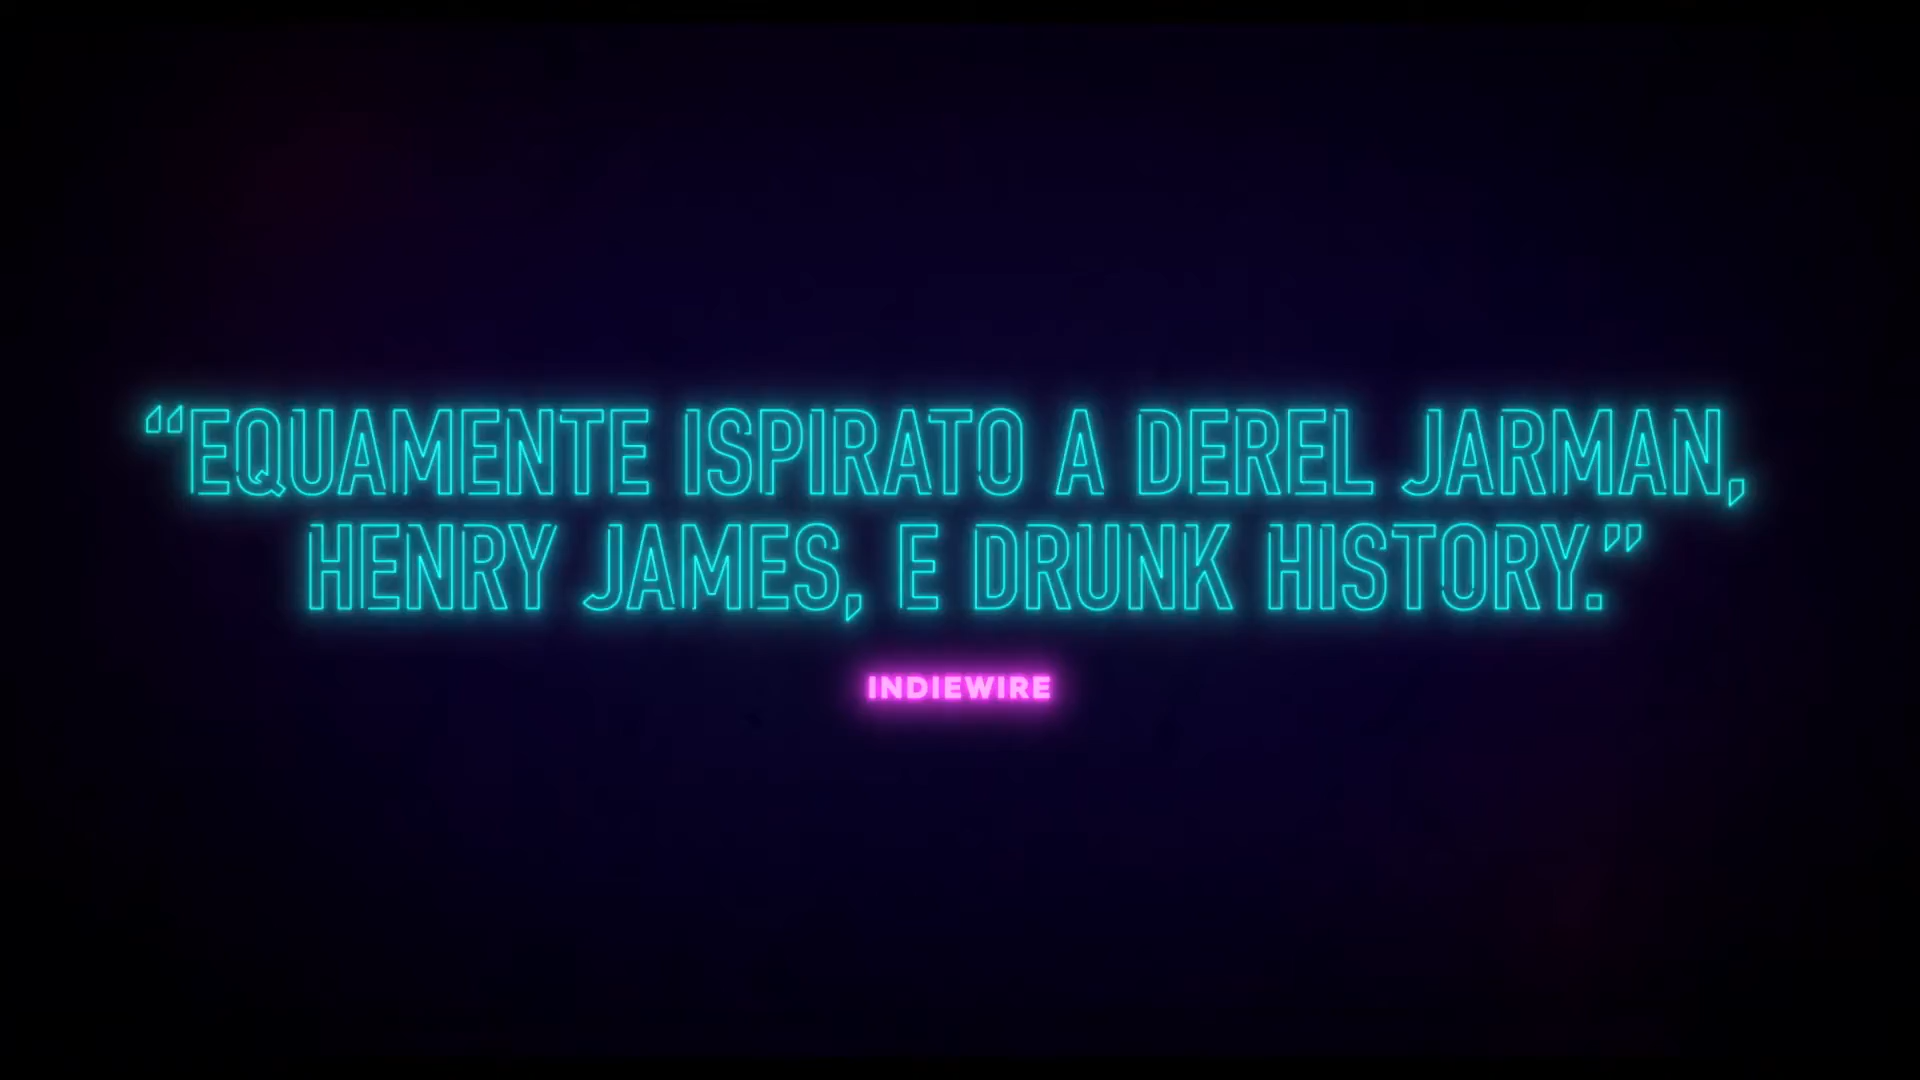 “EQUAMENTE ISPIRATO A DEREL JARMAN,
HENRY JAMES, E DRUNK HISTORY.”
INDIEWIRE